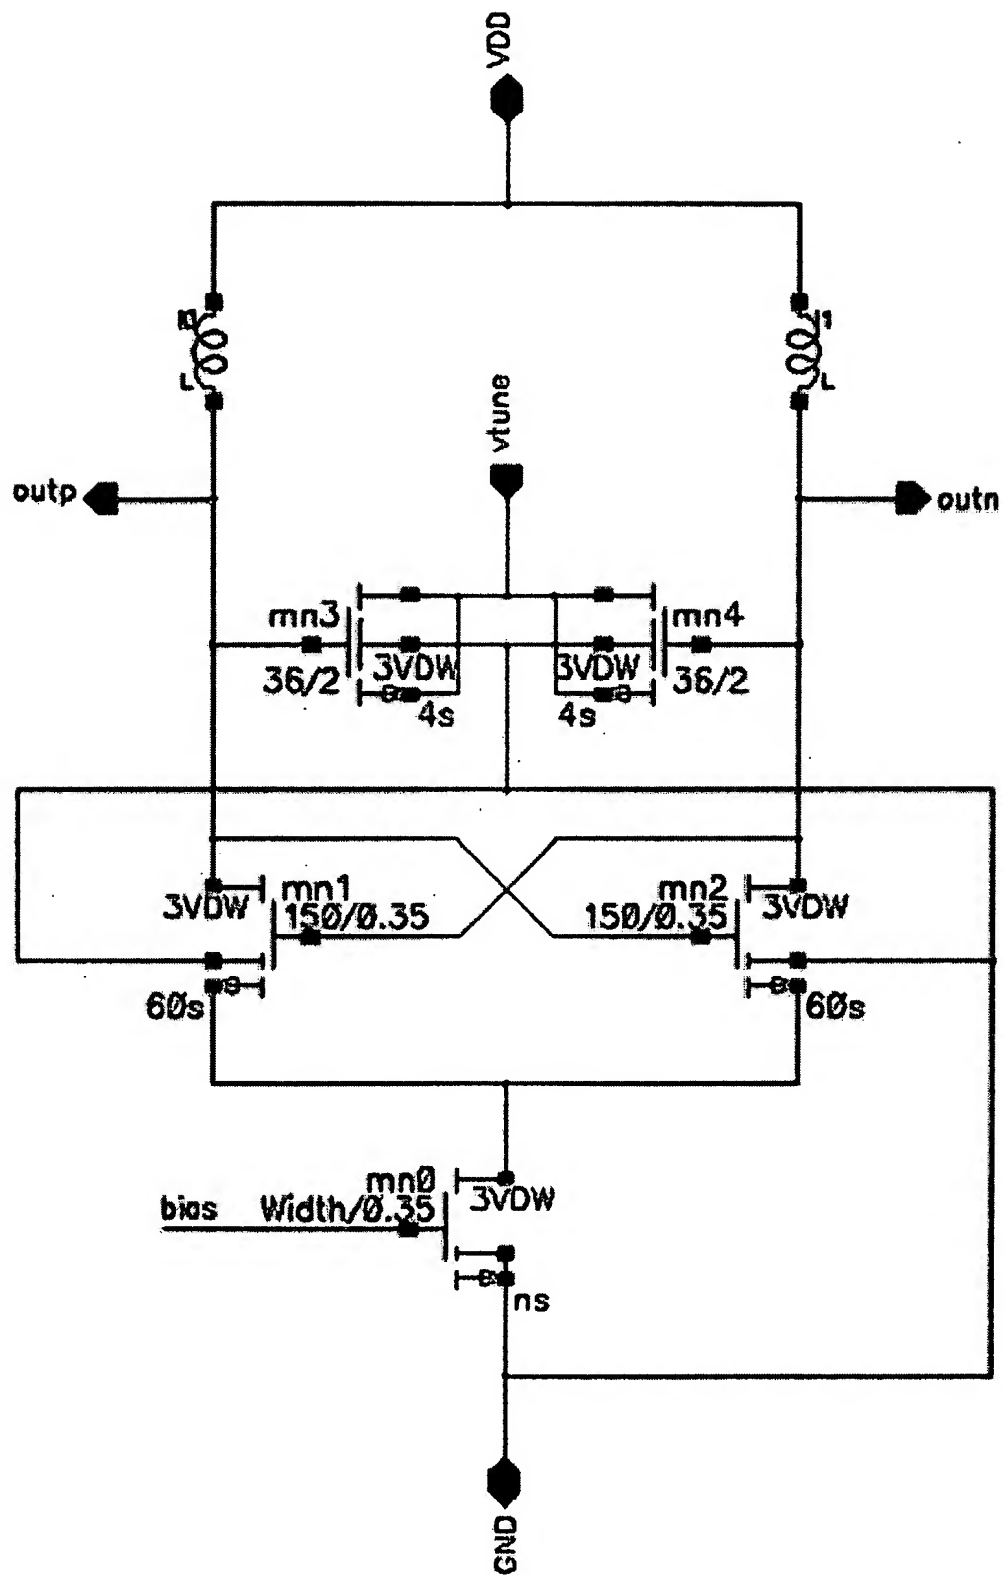 VDD
L
L
vtune
outp
outn
mn3
mn4
3VDW
3VDW
36/2
36/2
4s
4s
mn1
mn2
3VDW
150/0.35
150/0.35
3VDW
60s
60s
mn0
3VDW
bias
Width/0.35
ns
GND